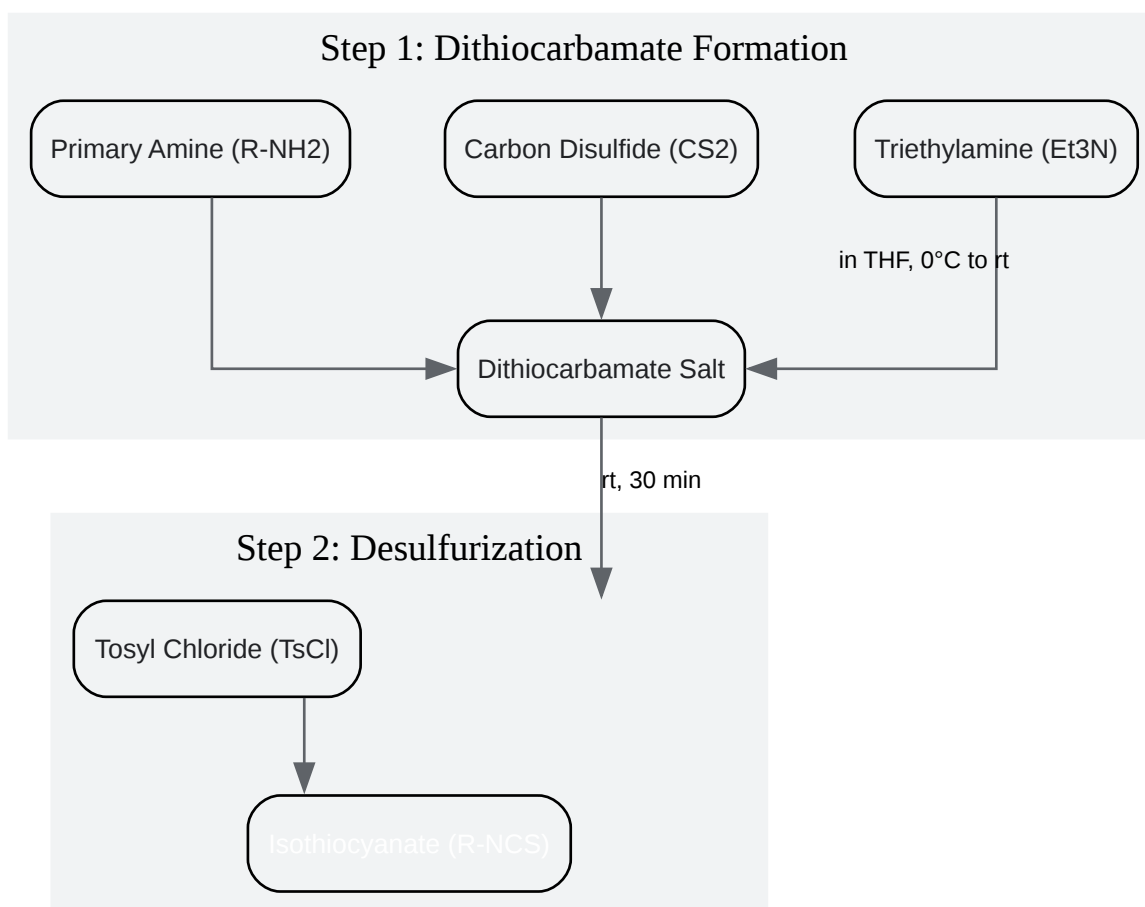 Step 1: Dithiocarbamate Formation
Primary Amine (R-NH2)
Carbon Disulfide (CS2)
Triethylamine (Et3N)
in THF, 0°C to rt
Dithiocarbamate Salt
rt, 30 min
Step 2: Desulfurization
Tosyl Chloride (TsCl)
Isothiocyanate (R-NCS)